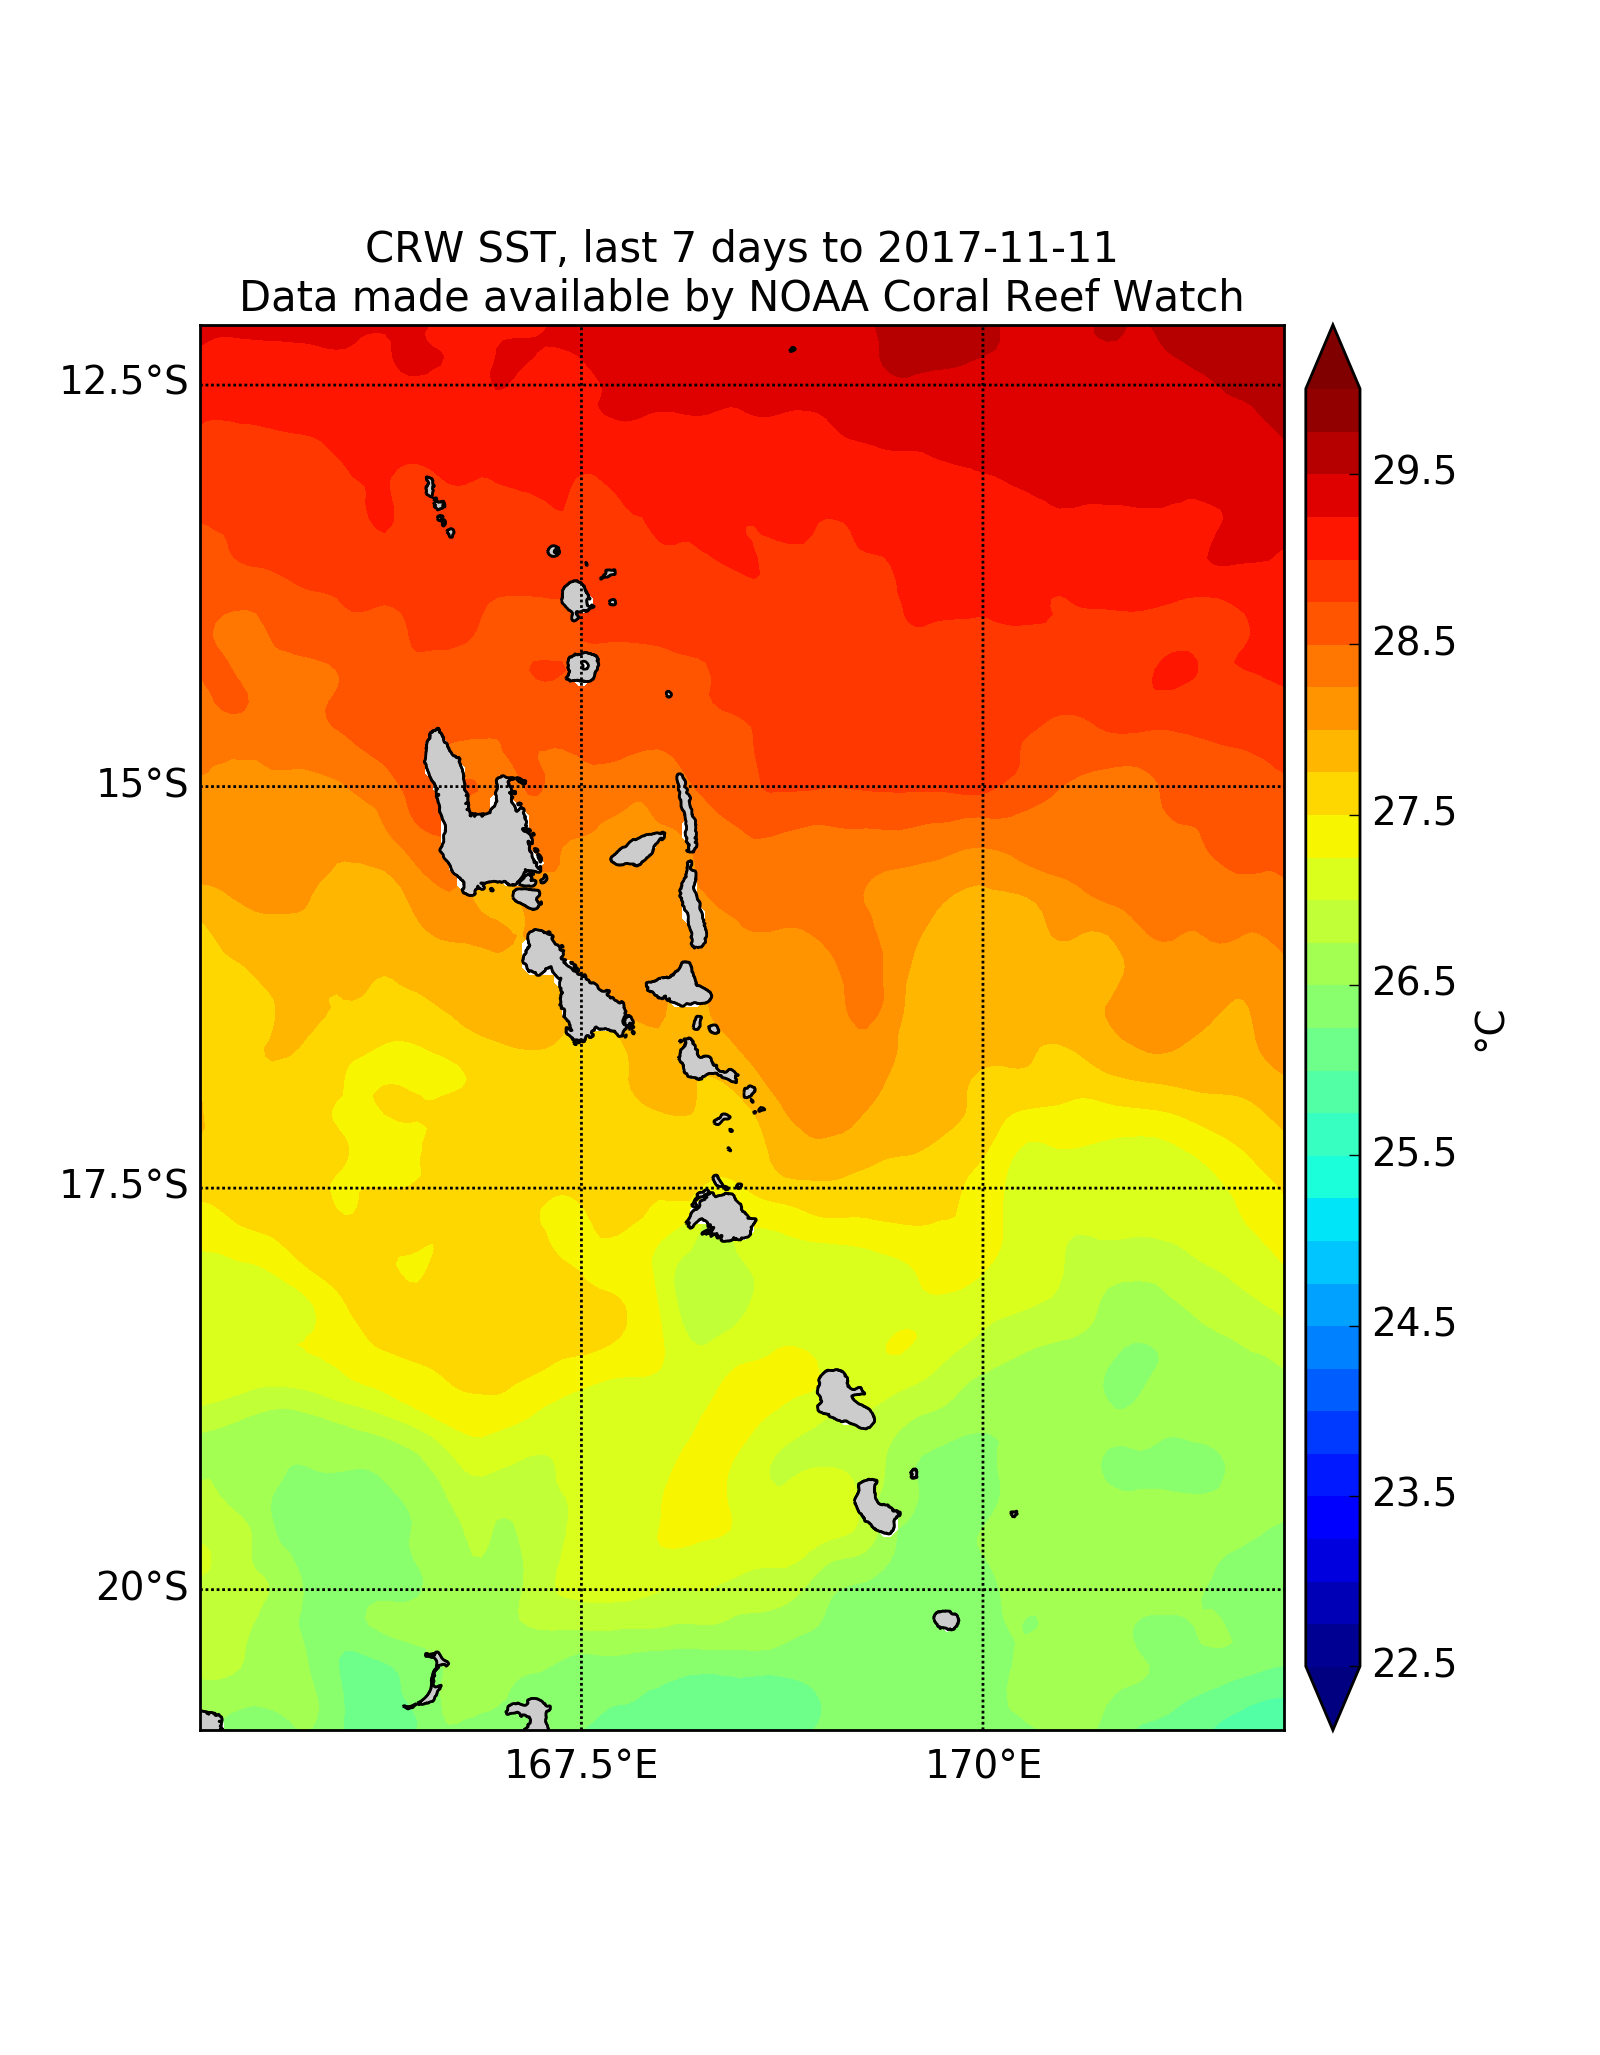 CRW SST, last 7 days to 2017-11-11
Data made available by NOAA Coral Reef Watch
12.5°S
15°S
17.5°S
20°S
167.5°E
170°E
29.5
28.5
27.5
26.5
25.5
24.5
23.5
22.5
°C